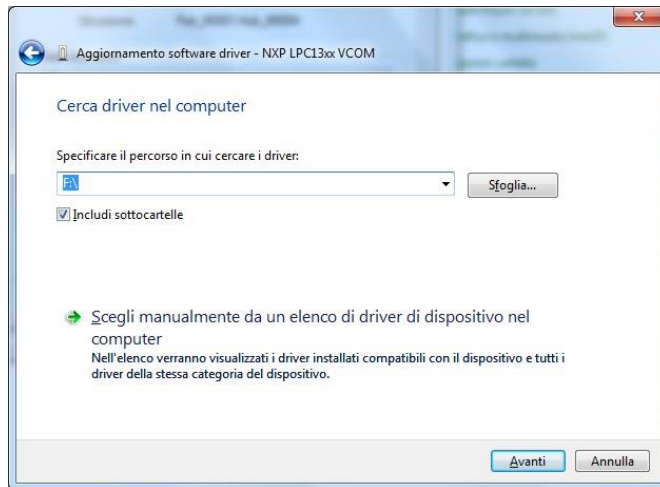 Aggiornamento software driver - NXP LPC13xx VCOM
Cerca driver nel computer
Specificare il percorso in cui cercare i driver:
F:\
Sfoglia...
Includi sottocartelle
Scegli manualmente da un elenco di driver di dispositivo nel
computer
Nell'elenco verranno visualizzati i driver installati compatibili con il dispositivo e tutti i
driver della stessa categoria del dispositivo.
Avanti
Annulla